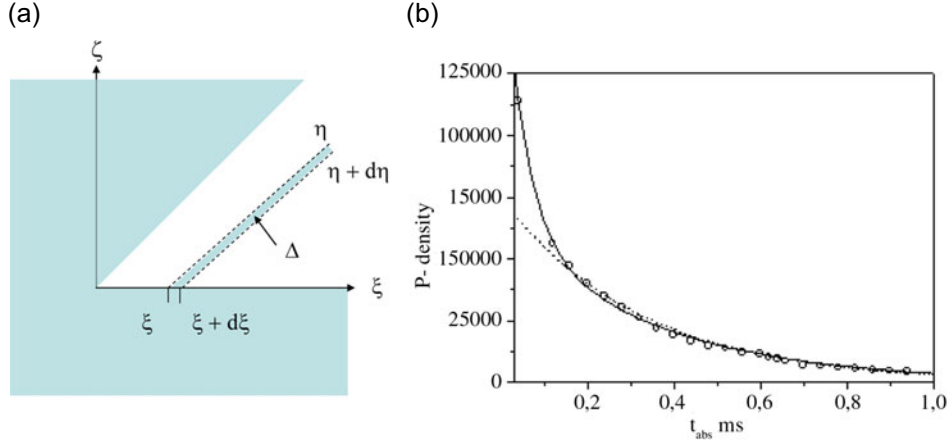 (a)
(b)
ζ
η
η + dη
Δ
ξ
ξ
ξ + dξ
P- density
125000
100000
15000
150000
25000
0
0,2
0,4
0,6
0,8
1,0
t_abs ms